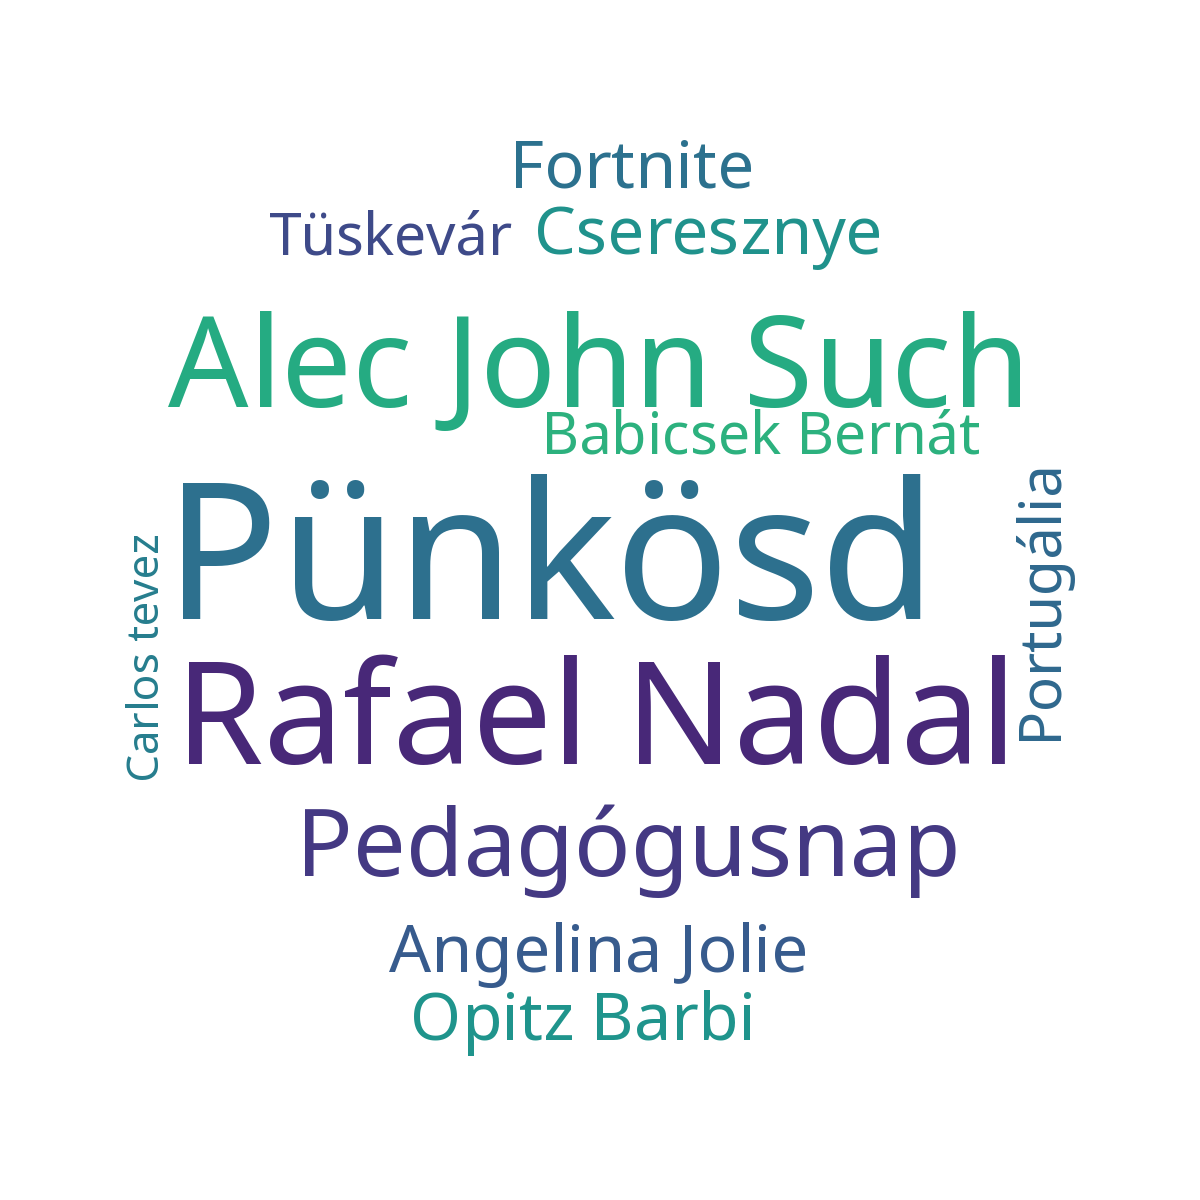 Fortnite
Tüskevár
Cseresznye
Alec John Such
Babicsek Bernát
Pünkösd
Portugália
Carlos tevez
Rafael Nadal
Pedagógusnap
Angelina Jolie
Opitz Barbi